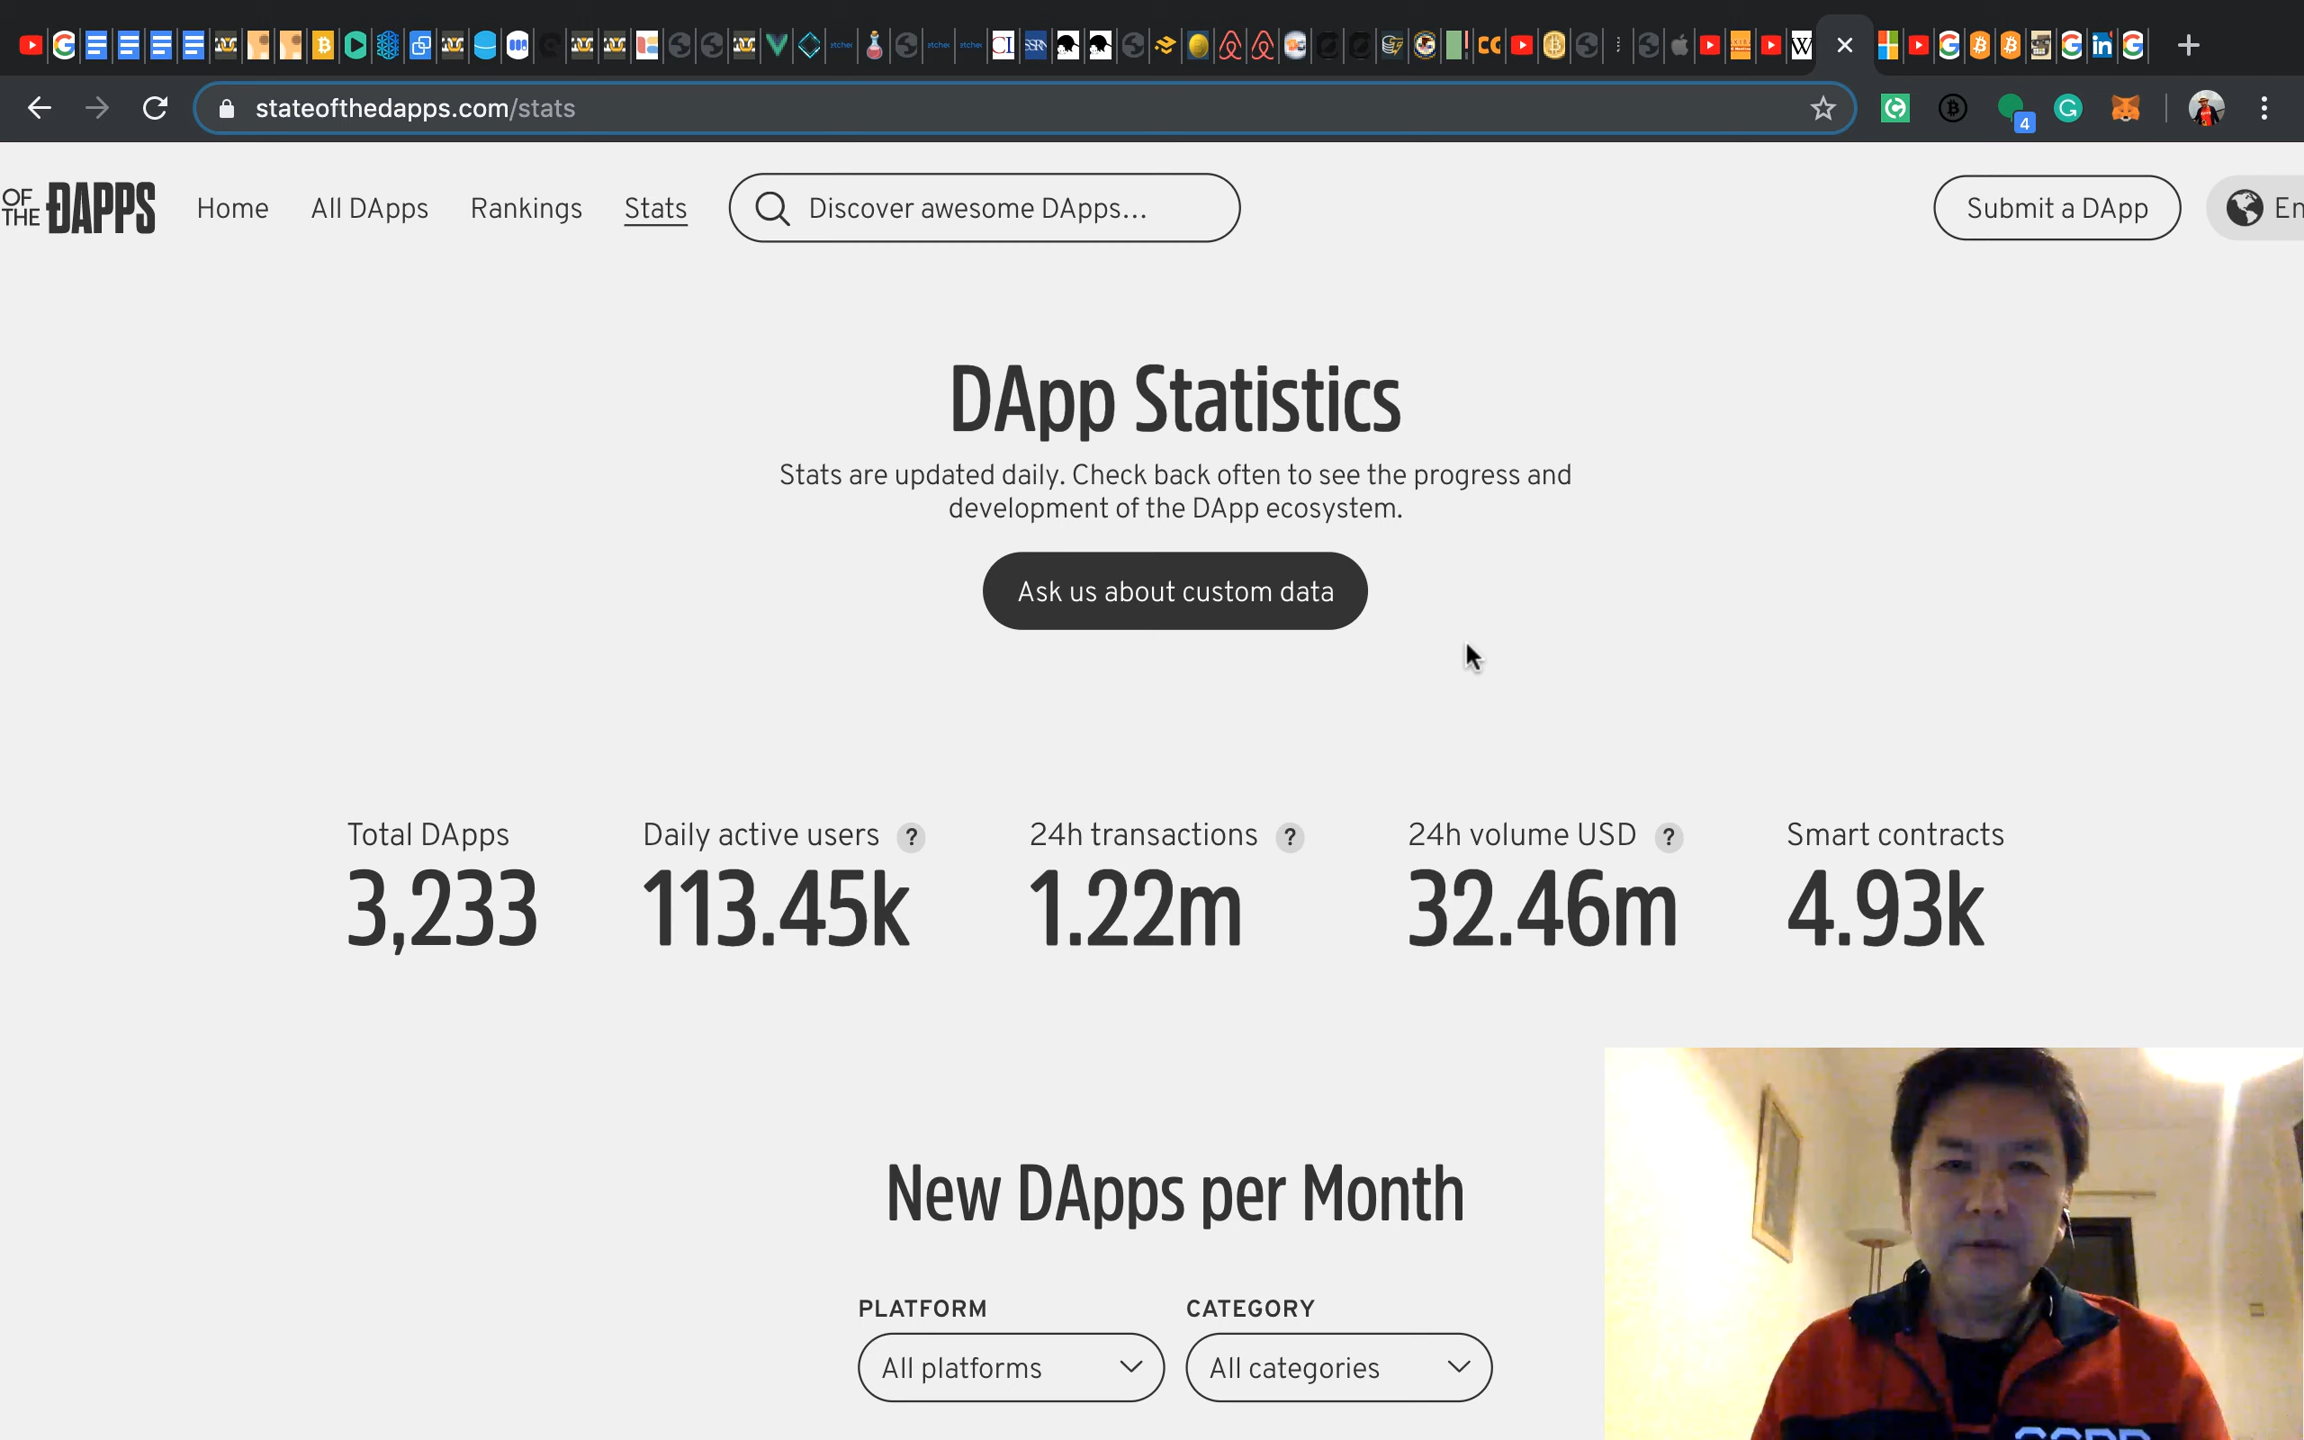 stateofthedapps.com/stats
4
OF
THE DAPPS
Home
All DApps
Rankings
Stats
Discover awesome DApps...
Submit a DApp
En
DApp Statistics
Stats are updated daily. Check back often to see the progress and
development of the DApp ecosystem.
Ask us about custom data
Total DApps
3,233
Daily active users ?
113.45k
24h transactions ?
1.22m
24h volume USD ?
32.46m
Smart contracts
4.93k
New DApps per Month
PLATFORM
All platforms
CATEGORY
All categories